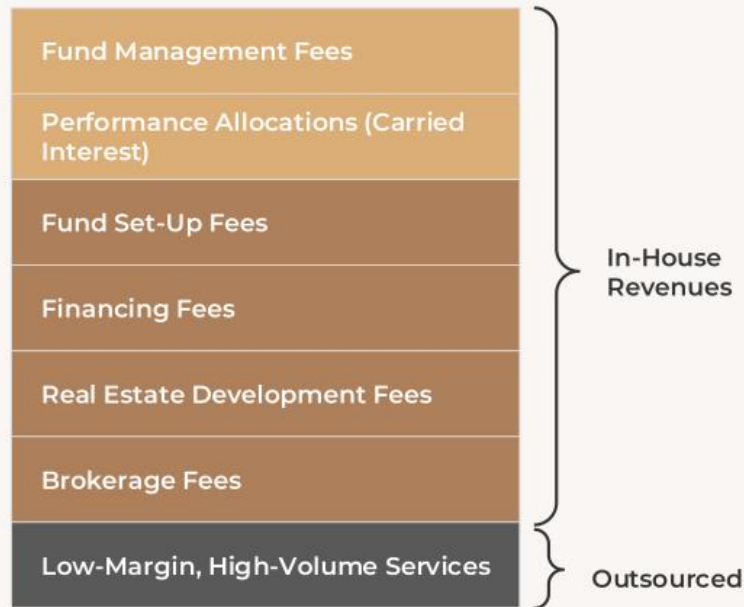 Fund Management Fees
Performance Allocations (Carried
Interest)
Fund Set-Up Fees
Financing Fees
Real Estate Development Fees
Brokerage Fees
In-House
Revenues
Low-Margin, High-Volume Services
Outsourced